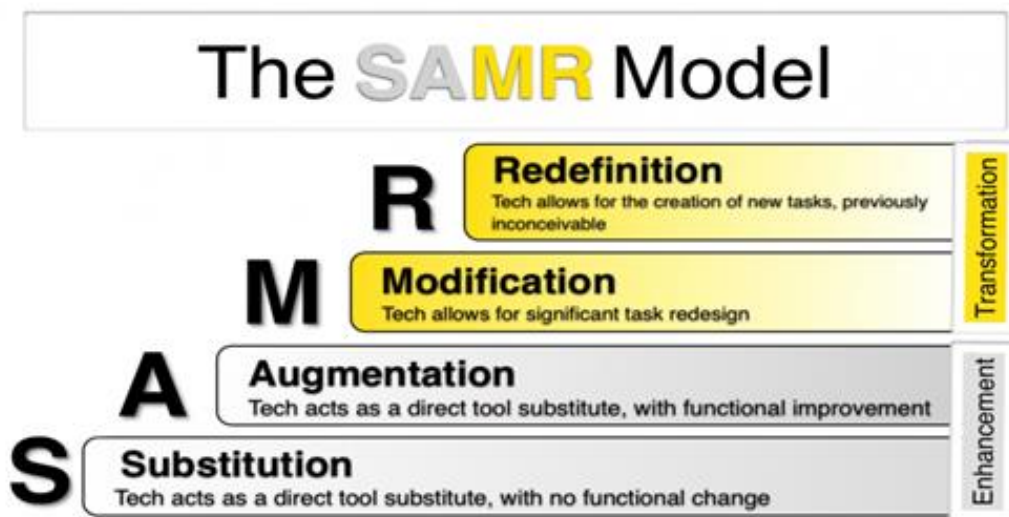 The SAMR Model
R
Redefinition
Tech allows for the creation of new tasks, previously
inconceivable
M
Modification
Tech allows for significant task redesign
Transformation
A
Augmentation
Tech acts as a direct tool substitute, with functional improvement
S
Substitution
Tech acts as a direct tool substitute, with no functional change
Enhancement